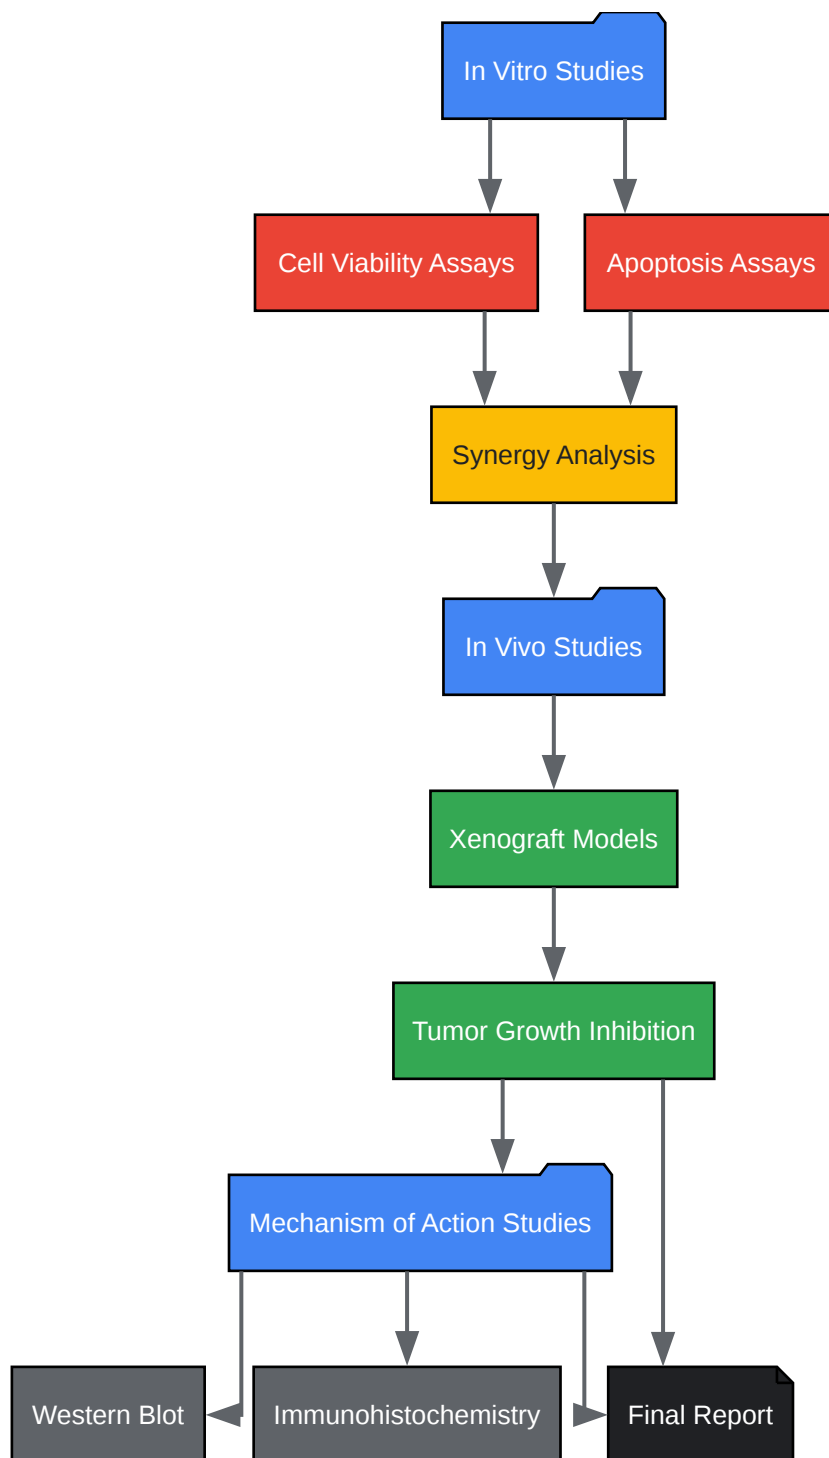 In Vitro Studies
Cell Viability Assays
Apoptosis Assays
Synergy Analysis
In Vivo Studies
Xenograft Models
Tumor Growth Inhibition
Mechanism of Action Studies
Western Blot
Immunohistochemistry
Final Report